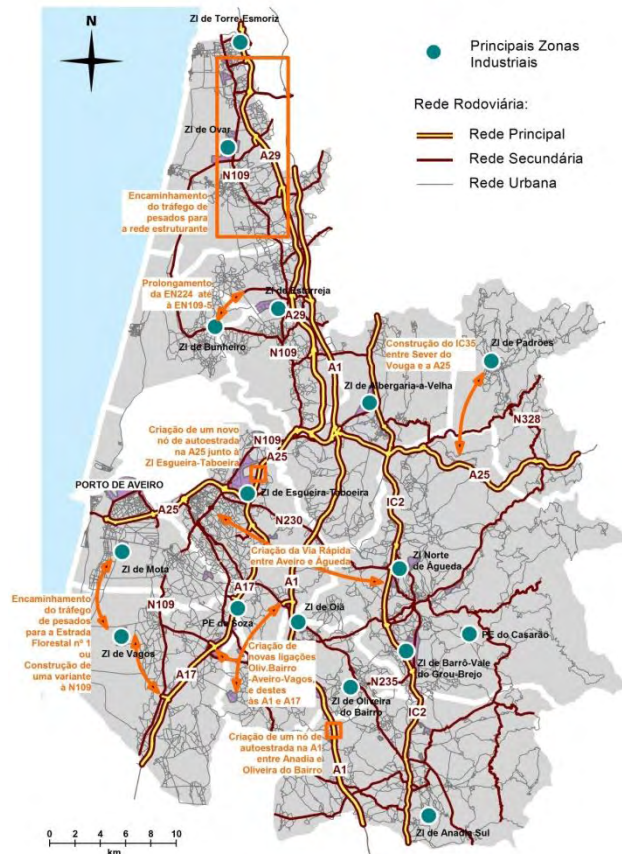 N
Principais Zonas
Industriais
Rede Rodoviária:
Rede Principal
Rede Secundária
Rede Urbana
ZI de Torre-Esmoriz
ZI de Ovar
A29
N109
Encaminhamento
do tráfego de
pesados para
a rede estruturante
Prolongamento
da EN224 até
à EN109-5
ZI de Estarreja
A29
ZI de Bunheiro
N109
A1
Construção do IC35
entre Sever do
Vouga e a A25
ZI de Padrões
ZI de Albergaria-a-Velha
N328
Criação de um novo
nó de autoestrada
na A25 junto à
ZI Esgueira-Taboeira
N109
A25
A25
PORTO DE AVEIRO
ZI de Esgueira-Taboeira
IC2
A25
N230
Criação da Via Rápida
entre Aveiro e Águeda
ZI Norte
de Águeda
ZI de Mota
A17
A1
Encaminhamento
do tráfego de
pesados para
para a Estrada
Florestal nº 1
ou
Construção de
uma variante
à N109
N109
PE de Soza
ZI de Oiã
PE do Casarão
ZI de Vagos
Criação de
novas ligações
Oliv.Bairro
-Aveiro-Vagos,
e destes
às A1 e A17
ZI de Barrô-Vale
do Grou-Brejo
A17
N235
ZI de Oliveira
do Bairro
IC2
Criação de um nó de
autoestrada na A1
entre Anadia e
Oliveira do Bairro
A1
ZI de Anadia Sul
0 2 4 6 8 10
km